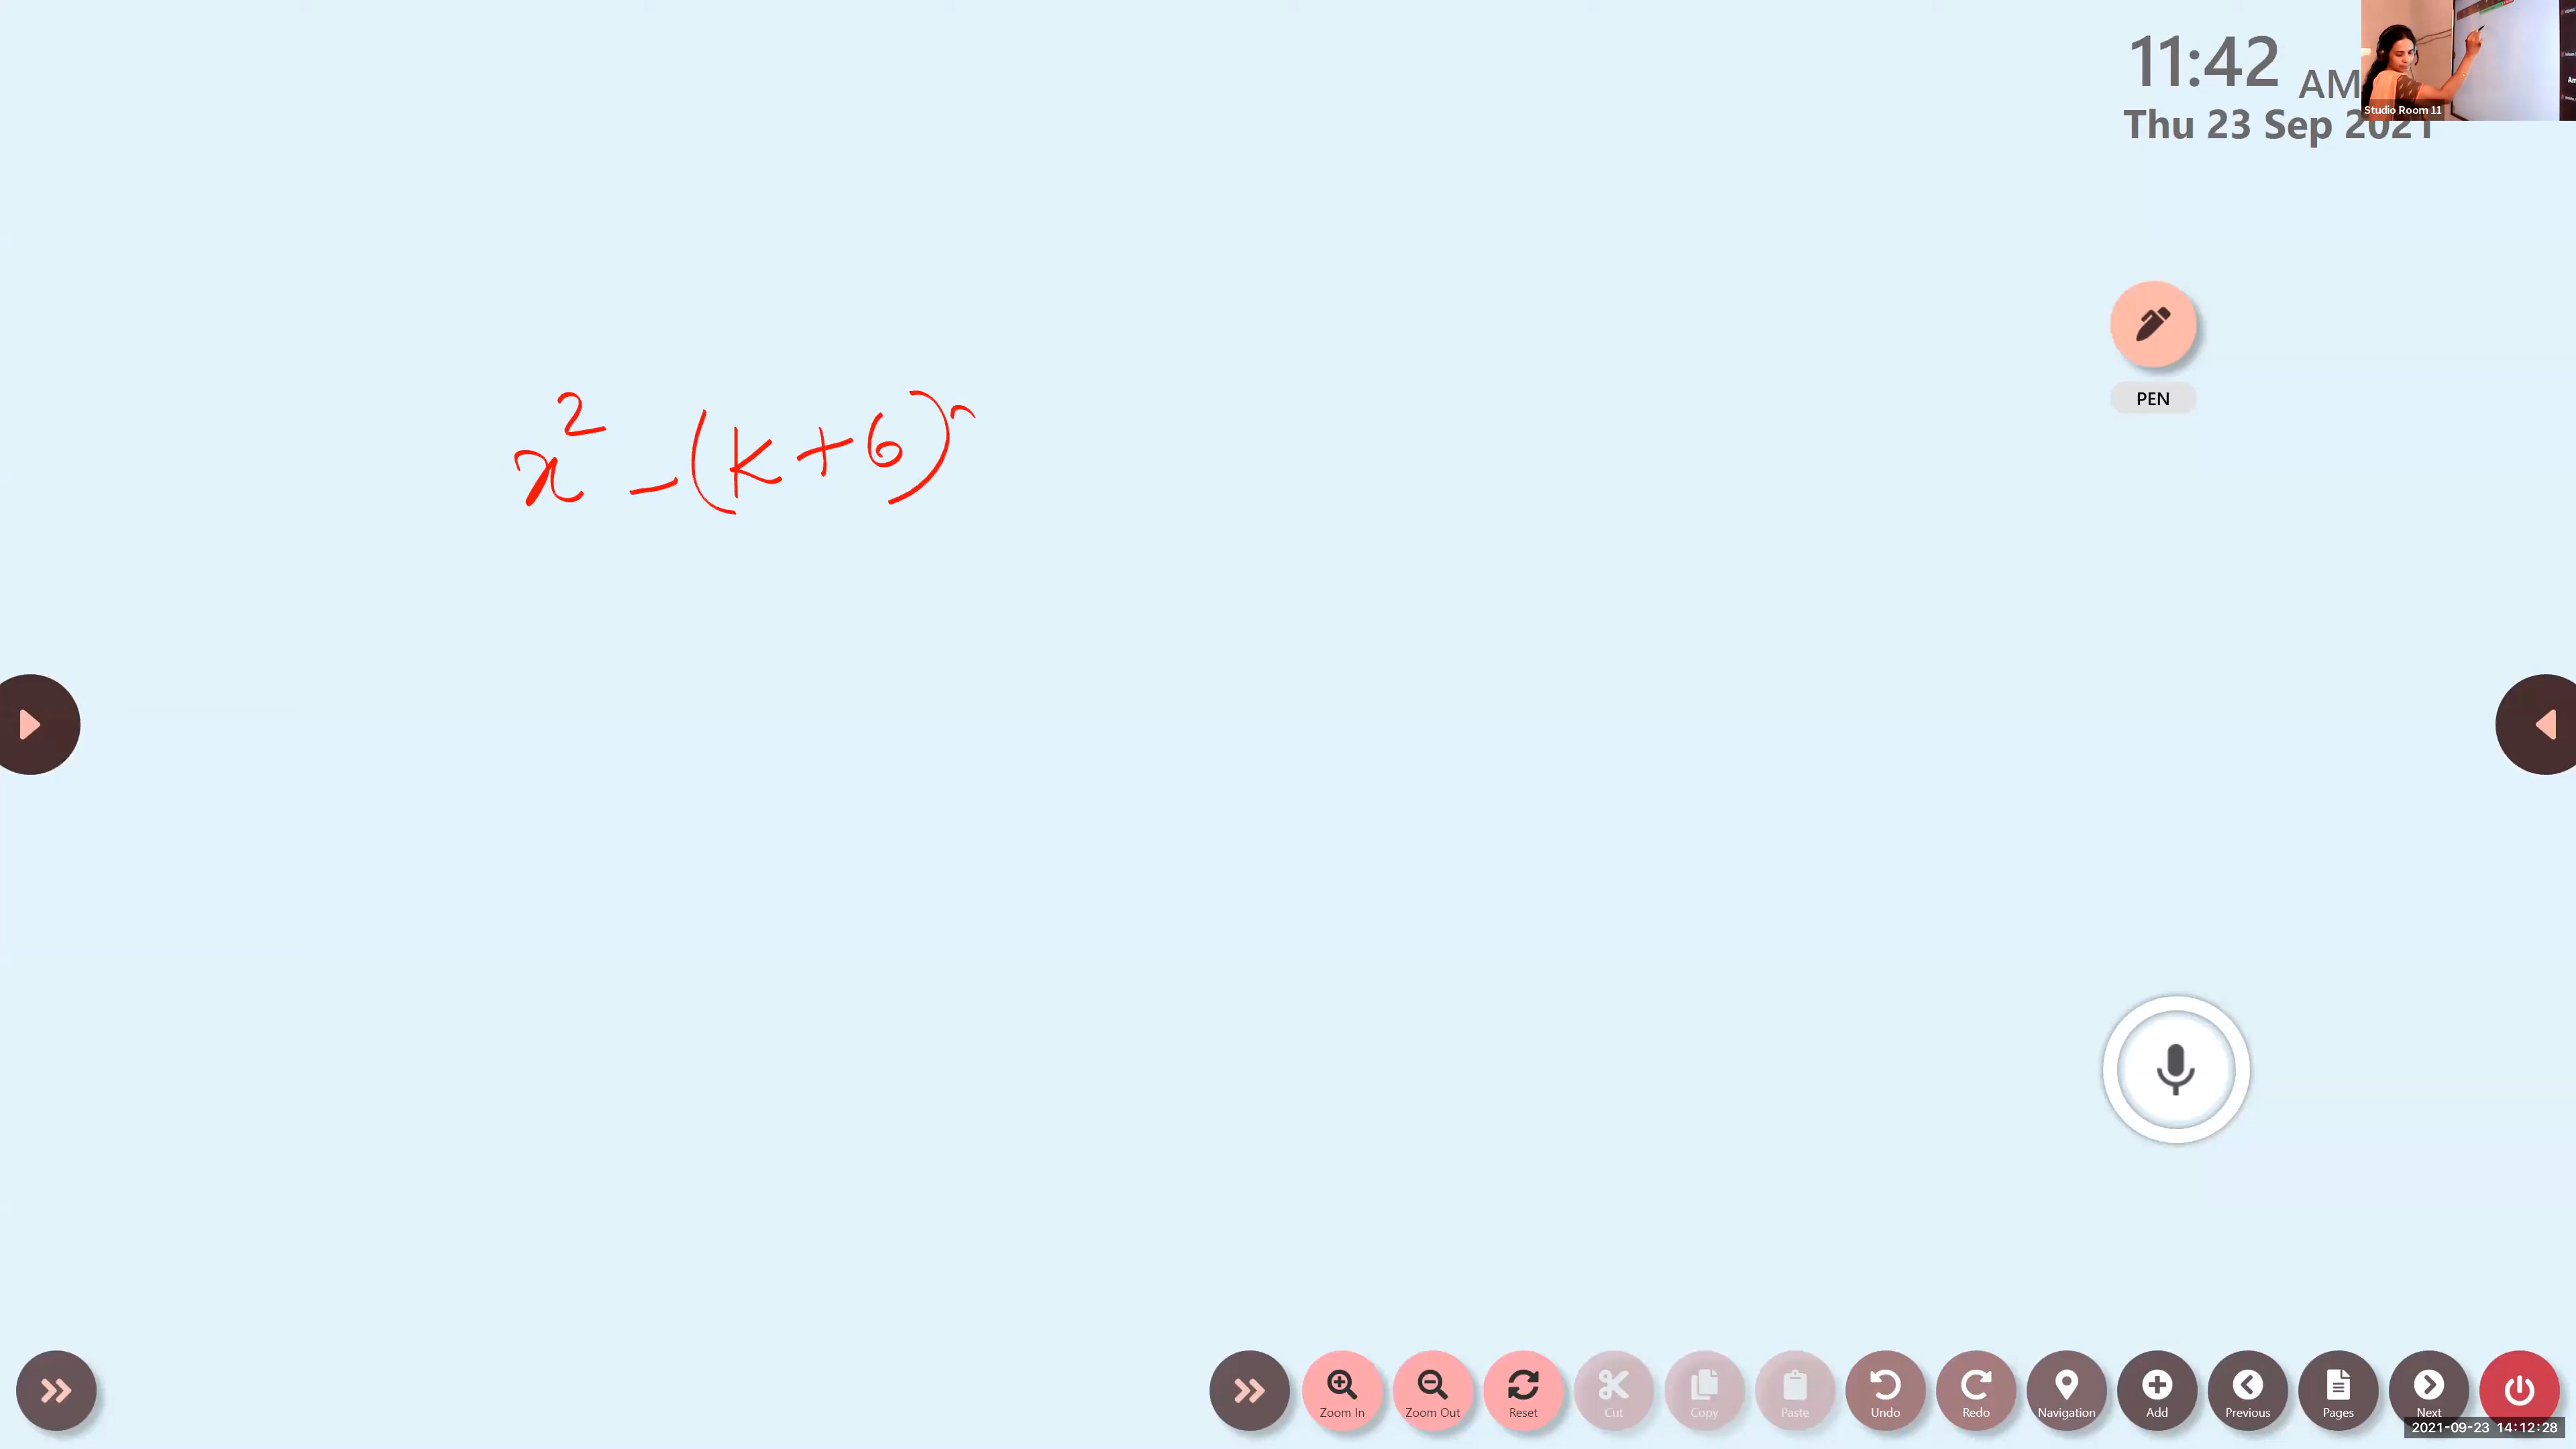 11:42 AM
Studio Room 11
Thu 23 Sep 2021
x² -(k+6)
PEN
Zoom In Zoom Out Reset Cut Copy Paste Undo Redo Navigation Add Previous Pages Next
2021-09-23 14:12:28